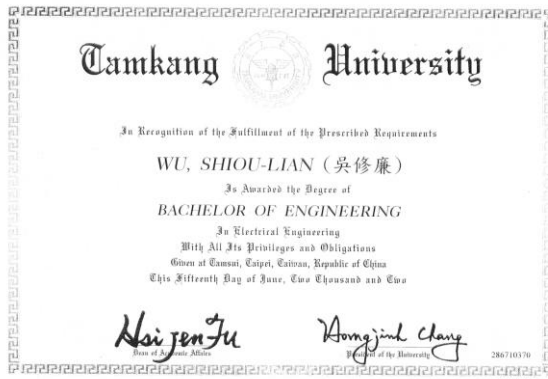 Tamkang University
In Recognition of the Fulfillment of the Prescribed Requirements
WU, SHIOU-LIAN (吳修廉)
Is Awarded the Degree of
BACHELOR OF ENGINEERING
In Electrical Engineering
With All Its Privileges and Obligations
Given at Tamsui, Taipei, Taiwan, Republic of China
This Fifteenth Day of June, Two Thousand and Two
Hsi jen Fu
Dean of Academic Affairs
Horngjinh Chang
President of the University
286710370